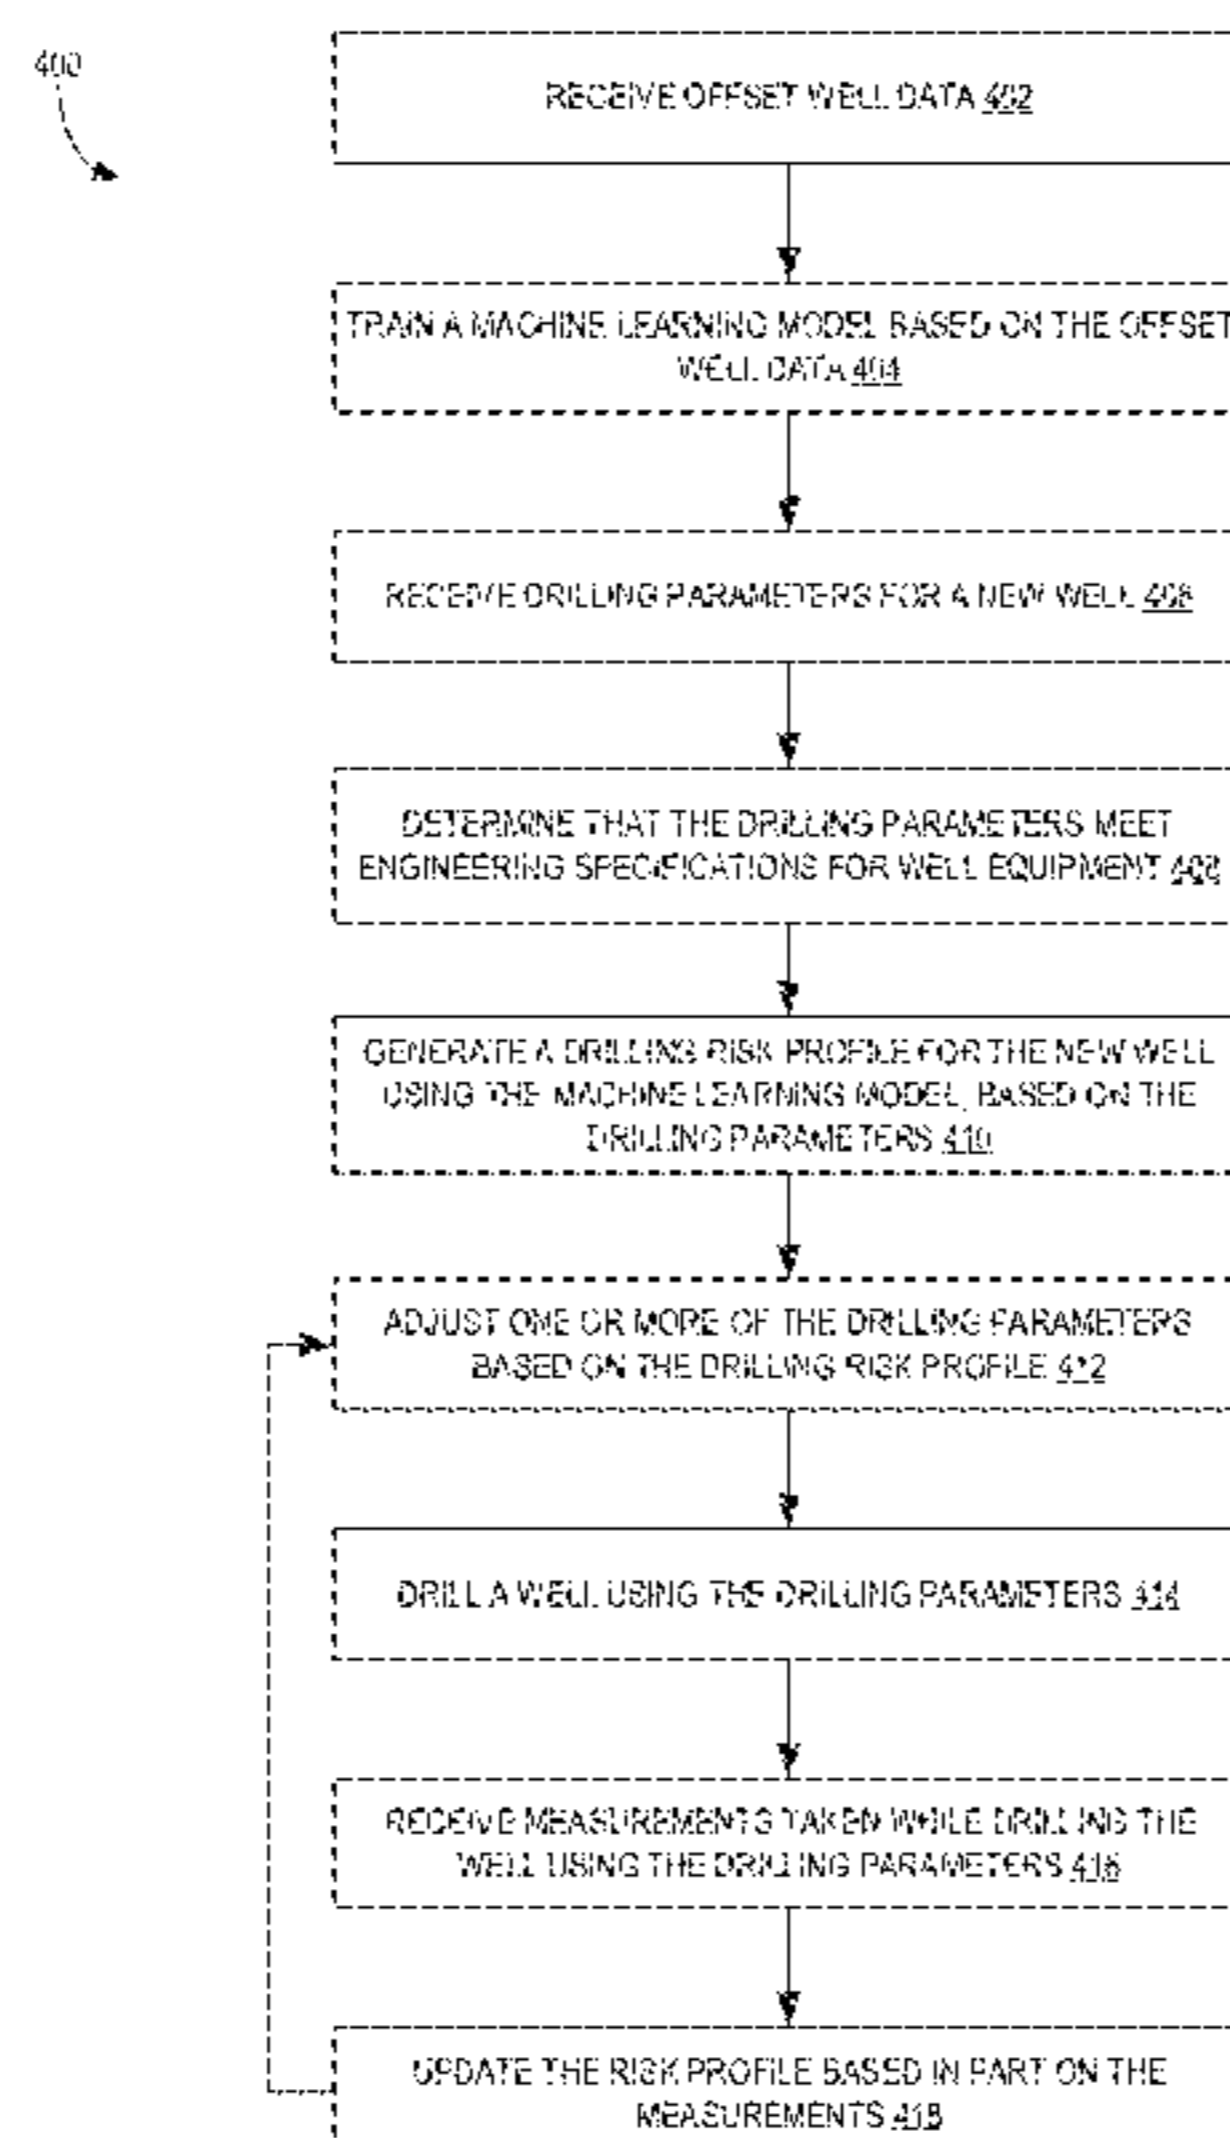 400
RECEIVE OFFSET WELL DATA 402
TRAIN A MACHINE LEARNING MODEL BASED ON THE OFFSET
WELL DATA 404
RECEIVE DRILLING PARAMETERS FOR A NEW WELL 406
DETERMINE THAT THE DRILLING PARAMETERS MEET
ENGINEERING SPECIFICATIONS FOR WELL EQUIPMENT 408
GENERATE A DRILLING RISK PROFILE FOR THE NEW WELL
USING THE MACHINE LEARNING MODEL, BASED ON THE
DRILLING PARAMETERS 410
ADJUST ONE OR MORE OF THE DRILLING PARAMETERS
BASED ON THE DRILLING RISK PROFILE 412
DRILL A WELL USING THE DRILLING PARAMETERS 414
RECEIVE MEASUREMENTS TAKEN WHILE DRILLING THE
WELL USING THE DRILLING PARAMETERS 416
UPDATE THE RISK PROFILE BASED IN PART ON THE
MEASUREMENTS 418